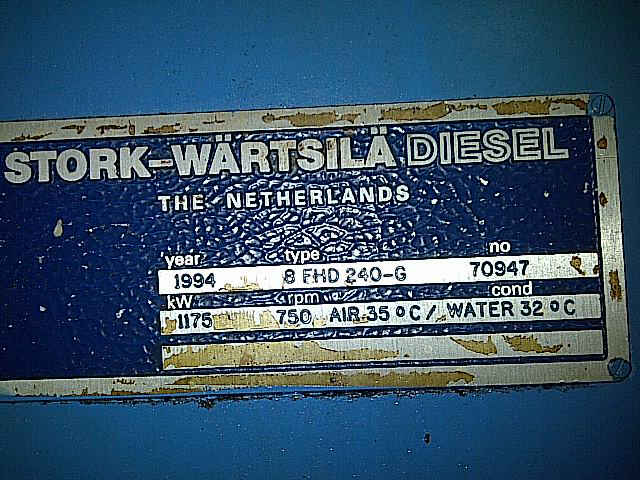 STORK-WÄRTSILÄ DIESEL
THE NETHERLANDS
year type no
1994 8 FHD 240-G 70947
kW rpm cond
1175 750 AIR 35 °C / WATER 32 °C